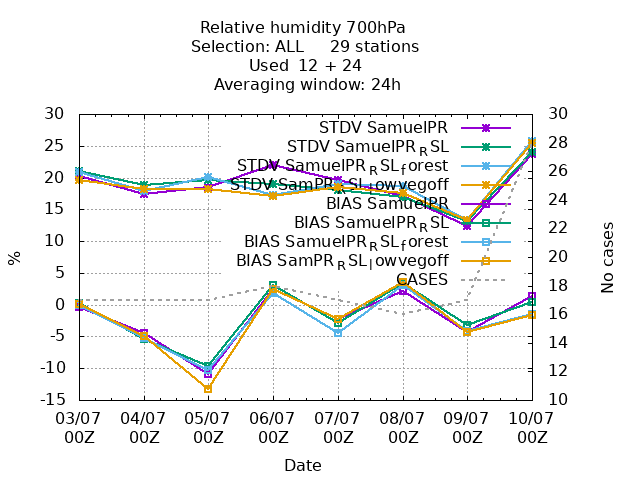 Relative humidity 700hPa
Selection: ALL 29 stations
Used 12 + 24
Averaging window: 24h
30
25
20
15
10
5
0
-5
-10
-15
%
STDV SamuelPR
STDV SamuelPR_RSL
STDV SamuelPR_RSL_forest
STDV SamPR_RSL_lowvegoff
BIAS SamuelPR
BIAS SamuelPR_RSL
BIAS SamuelPR_RSL_forest
BIAS SamPR_RSL_lowvegoff
CASES
30
28
26
24
22
20
18
16
14
12
10
No cases
03/07 04/07 05/07 06/07 07/07 08/07 09/07 10/07
00Z 00Z 00Z 00Z 00Z 00Z 00Z 00Z
Date